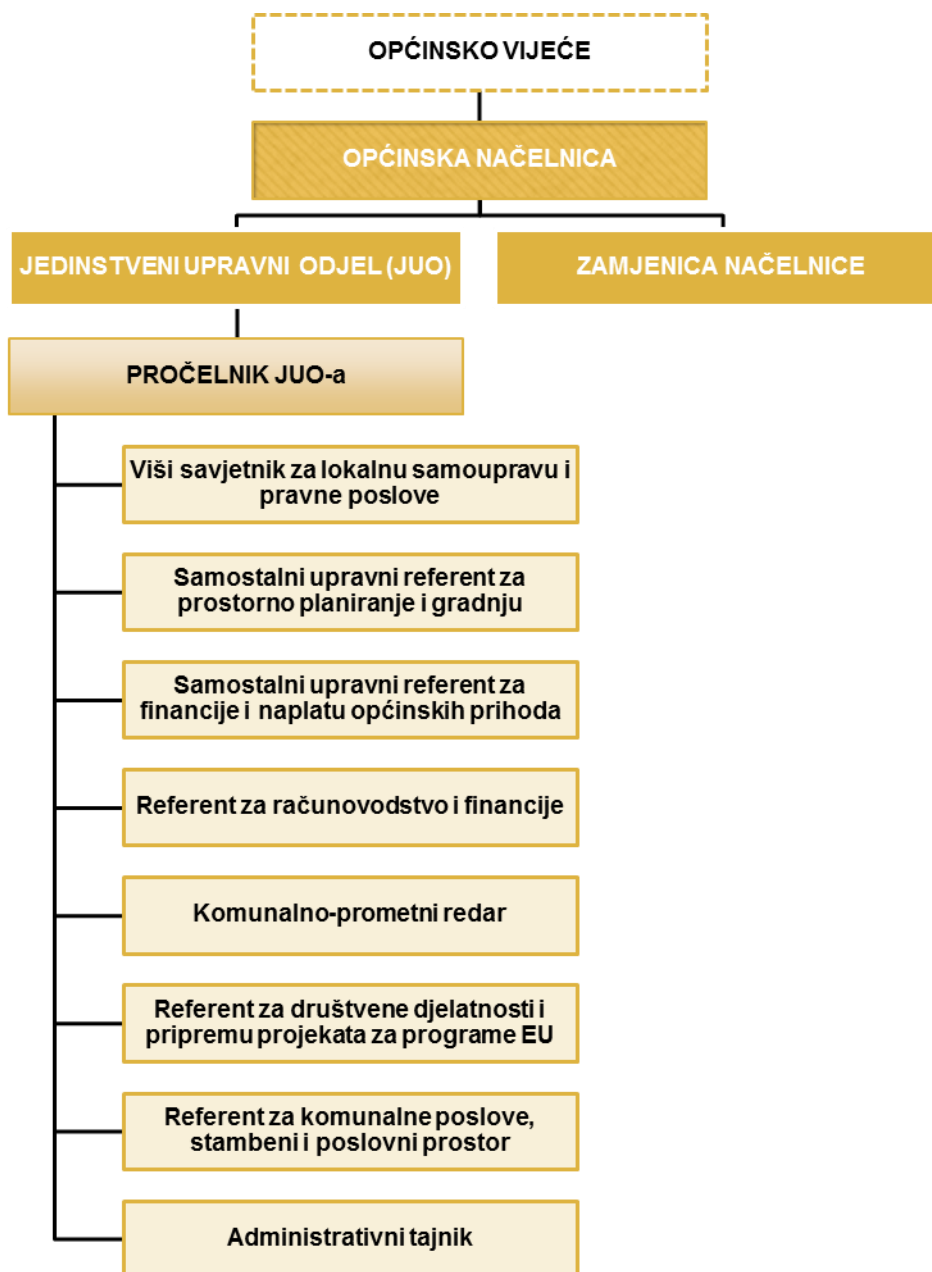 OPĆINSKO VIJEĆE
OPĆINSKA NAČELNICA
JEDINSTVENI UPRAVNI ODJEL (JUO)
ZAMJENICA NAČELNICE
PROČELNIK JUO-a
Viši savjetnik za lokalnu samoupravu i
pravne poslove
Samostalni upravni referent za
prostorno planiranje i gradnju
Samostalni upravni referent za
financije i naplatu općinskih prihoda
Referent za računovodstvo i financije
Komunalno-prometni redar
Referent za društvene djelatnosti i
pripremu projekata za programe EU
Referent za komunalne poslove,
stambeni i poslovni prostor
Administrativni tajnik